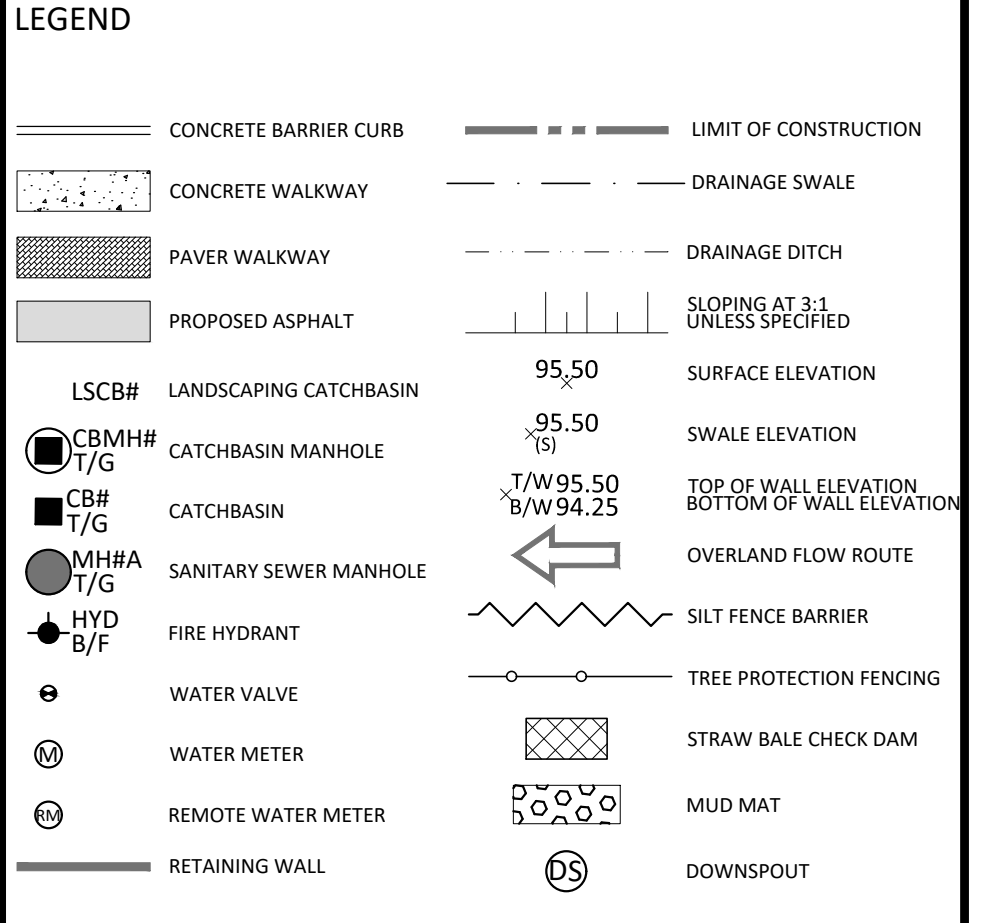 LEGEND
CONCRETE BARRIER CURB
CONCRETE WALKWAY
PAVER WALKWAY
PROPOSED ASPHALT
LSCB# LANDSCAPING CATCHBASIN
CBMH#
T/G
CATCHBASIN MANHOLE
CB#
T/G
CATCHBASIN
MH#A
T/G
SANITARY SEWER MANHOLE
HYD
B/F
FIRE HYDRANT
WATER VALVE
M WATER METER
RM REMOTE WATER METER
RETAINING WALL
LIMIT OF CONSTRUCTION
DRAINAGE SWALE
DRAINAGE DITCH
SLOPING AT 3:1
UNLESS SPECIFIED
95.50 SURFACE ELEVATION
95.50
(S)
SWALE ELEVATION
T/W 95.50
B/W 94.25
TOP OF WALL ELEVATION
BOTTOM OF WALL ELEVATION
OVERLAND FLOW ROUTE
SILT FENCE BARRIER
TREE PROTECTION FENCING
STRAW BALE CHECK DAM
MUD MAT
DS DOWNSPOUT